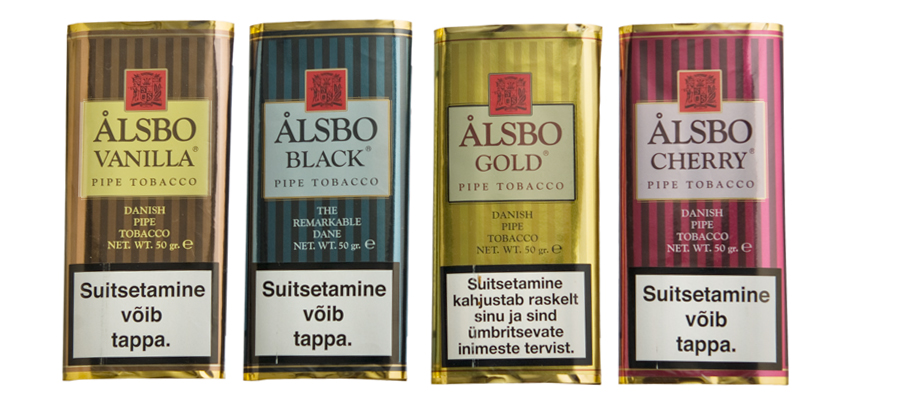 ÅLSBO
VANILLA®
PIPE TOBACCO
DANISH
PIPE
TOBACCO
NET. WT. 50 gr. ℮
Suitsetamine
võib
tappa.
ÅLSBO
BLACK®
PIPE TOBACCO
THE
REMARKABLE
DANE
NET. WT. 50 gr. ℮
Suitsetamine
võib
tappa.
ÅLSBO
GOLD®
PIPE TOBACCO
DANISH
PIPE
TOBACCO
NET. WT. 50 gr. ℮
Suitsetamine
kahjustab raskelt
sinu ja sind
ümbritsevate
inimeste tervist.
ÅLSBO
CHERRY®
PIPE TOBACCO
DANISH
PIPE
TOBACCO
NET. WT. 50 gr. ℮
Suitsetamine
võib
tappa.